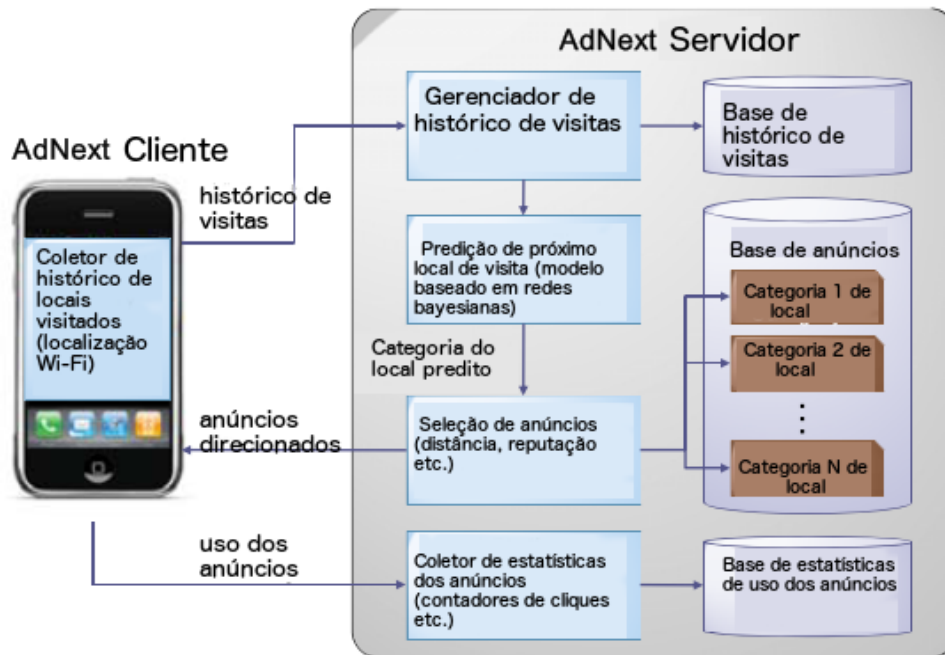 AdNext Servidor
Gerenciador de
histórico de visitas
Base de
histórico de
visitas
AdNext Cliente
histórico de
visitas
Coletor de
histórico de
locais
visitados
(localização
Wi-Fi)
Predição de próximo
local de visita (modelo
baseado em redes
bayesianas)
Base de anúncios
Categoria 1 de
local
Categoria 2 de
local
Categoria N de
local
Categoria do
local predito
anúncios
direcionados
Seleção de anúncios
(distância, reputação
etc.)
uso dos
anúncios
Coletor de estatísticas
dos anúncios
(contadores de cliques
etc.)
Base de estatísticas
de uso dos anúncios